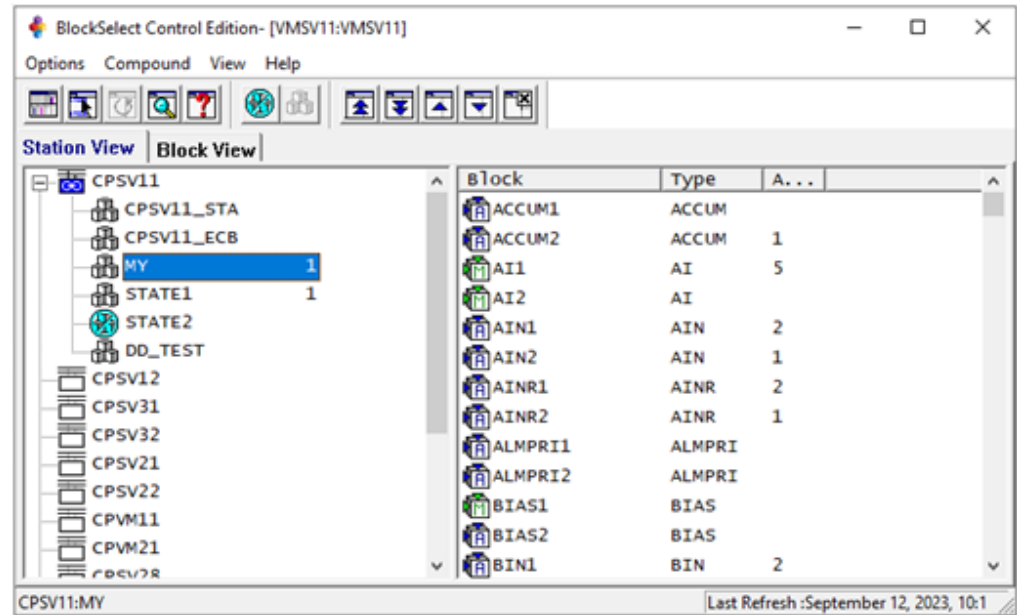 BlockSelect Control Edition- [VMSV11:VMSV11]
Options Compound View Help
Station View Block View
CPSV11
CPSV11_STA
CPSV11_ECB
MY 1
STATE1 1
STATE2
DD_TEST
CPSV12
CPSV31
CPSV32
CPSV21
CPSV22
CPVM11
CPVM21
CPSV28
Block Type A...
A ACCUM1 ACCUM
A ACCUM2 ACCUM 1
M AI1 AI 5
M AI2 AI
A AIN1 AIN 2
A AIN2 AIN 1
A AINR1 AINR 2
A AINR2 AINR 1
A ALMPRI1 ALMPRI
A ALMPRI2 ALMPRI
M BIAS1 BIAS
A BIAS2 BIAS
A BIN1 BIN 2
CPSV11:MY
Last Refresh :September 12, 2023, 10:1